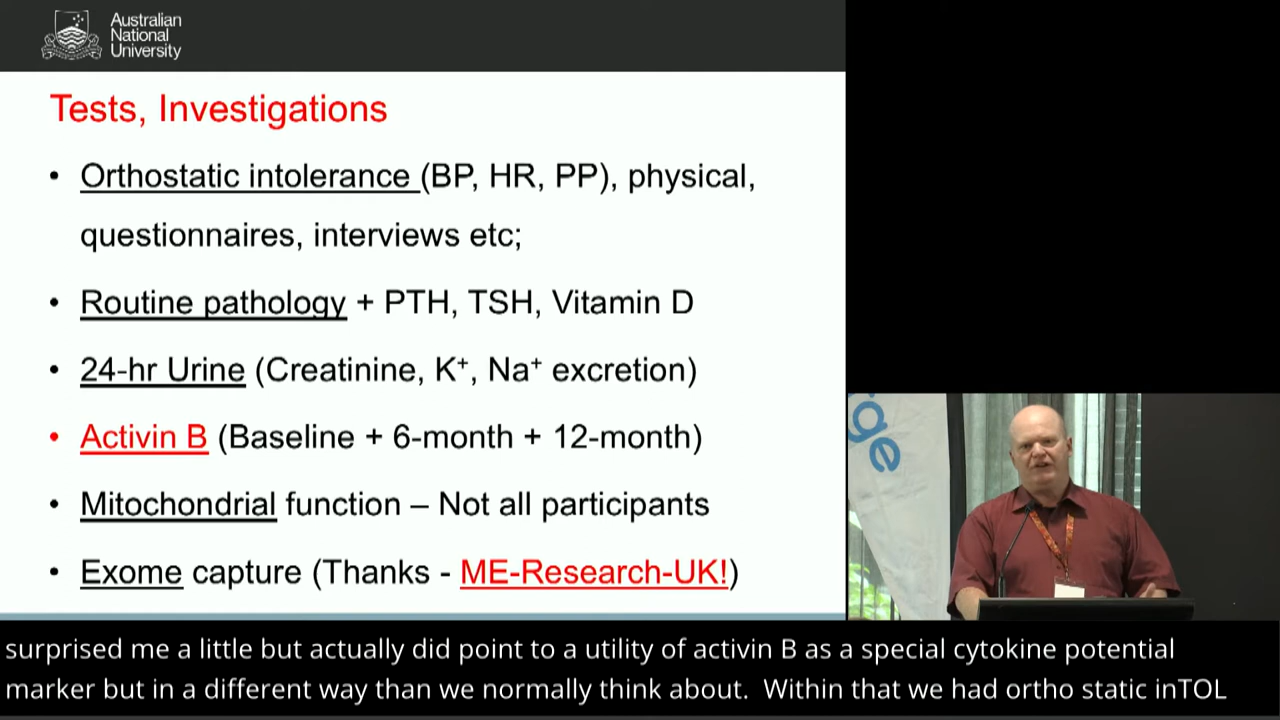 Australian
National
University
Tests, Investigations
• Orthostatic intolerance (BP, HR, PP), physical,
questionnaires, interviews etc;
• Routine pathology + PTH, TSH, Vitamin D
• 24-hr Urine (Creatinine, K⁺, Na⁺ excretion)
• Activin B (Baseline + 6-month + 12-month)
• Mitochondrial function – Not all participants
• Exome capture (Thanks - ME-Research-UK!)
rge
surprised me a little but actually did point to a utility of activin B as a special cytokine potential
marker but in a different way than we normally think about.  Within that we had ortho static inTOL